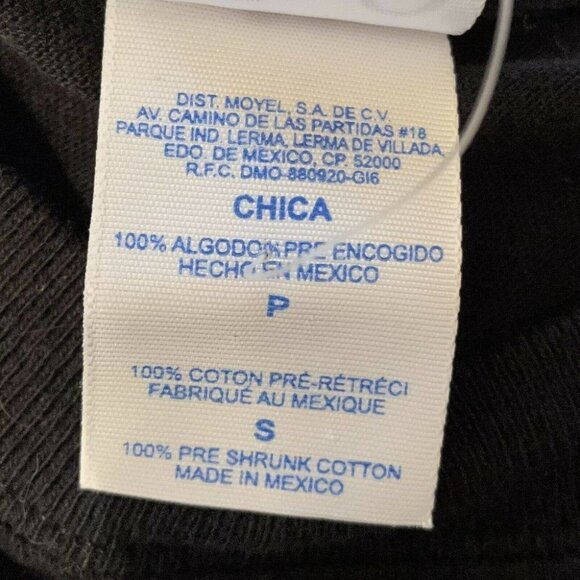 DIST. MOYEL, S.A. DE C.V.
AV. CAMINO DE LAS PARTIDAS #18
PARQUE IND. LERMA, LERMA DE VILLADA,
EDO. DE MEXICO, CP. 52000
R.F.C. DMO-880920-GI6
CHICA
100% ALGODON PRE ENCOGIDO
HECHO EN MEXICO
P
100% COTON PRÉ-RÉTRÉCI
FABRIQUÉ AU MEXIQUE
S
100% PRE SHRUNK COTTON
MADE IN MEXICO